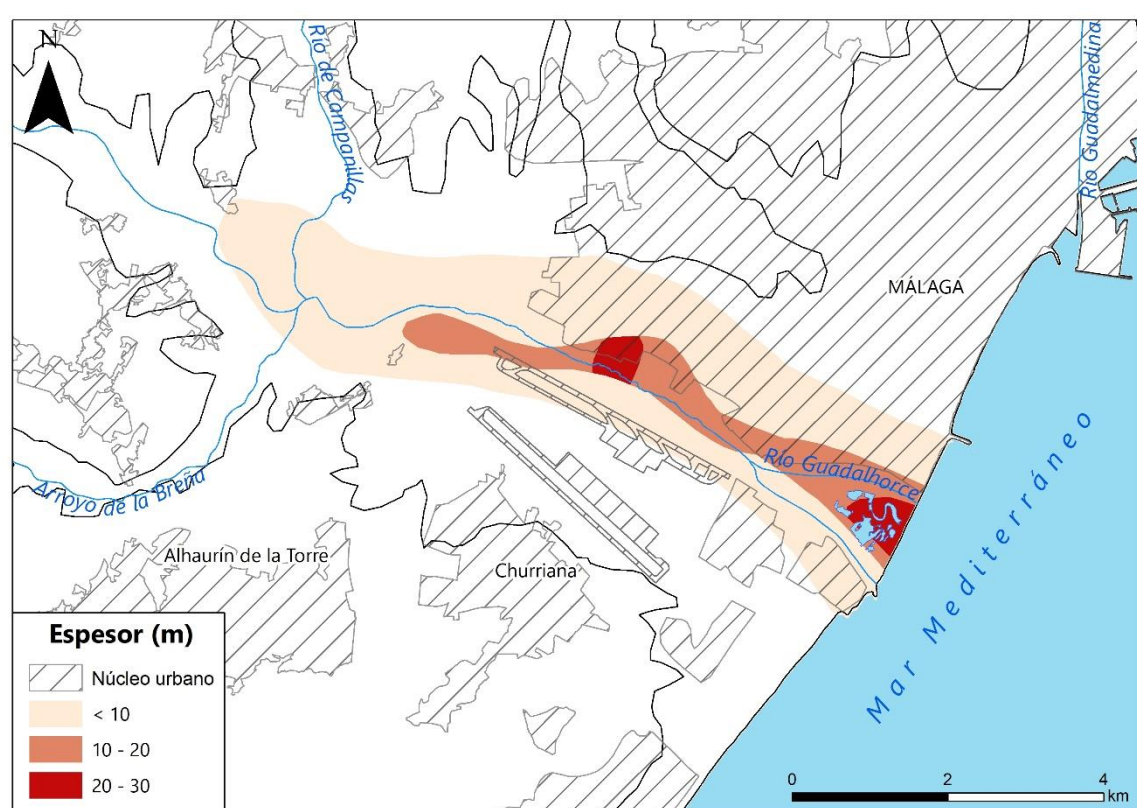 N
Río de Campanillas
Río Guadalmedina
MÁLAGA
Río Guadalhorce
Arroyo de la Breña
Alhaurín de la Torre
Churriana
Mar Mediterráneo
Espesor (m)
Núcleo urbano
< 10
10 - 20
20 - 30
0 2 4
km